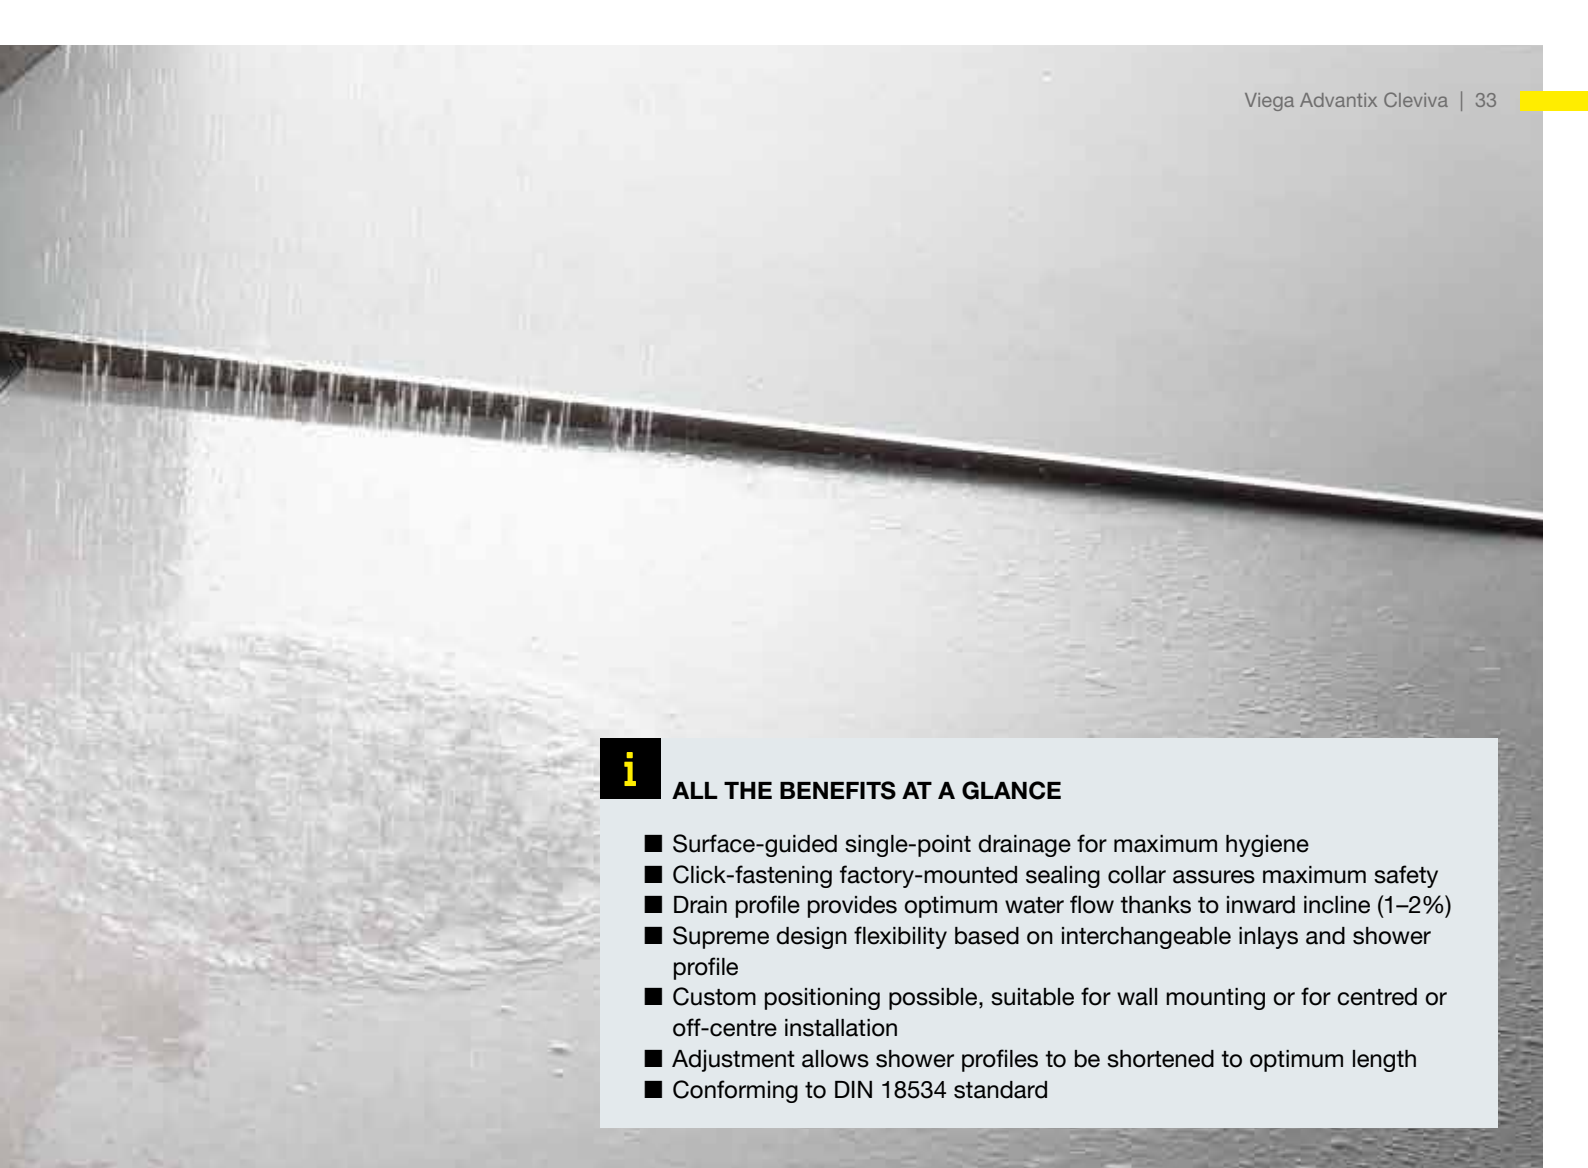 Viega Advantix Cleviva | 33
i
ALL THE BENEFITS AT A GLANCE
■ Surface-guided single-point drainage for maximum hygiene
■ Click-fastening factory-mounted sealing collar assures maximum safety
■ Drain profile provides optimum water flow thanks to inward incline (1–2%)
■ Supreme design flexibility based on interchangeable inlays and shower
profile
■ Custom positioning possible, suitable for wall mounting or for centred or
off-centre installation
■ Adjustment allows shower profiles to be shortened to optimum length
■ Conforming to DIN 18534 standard